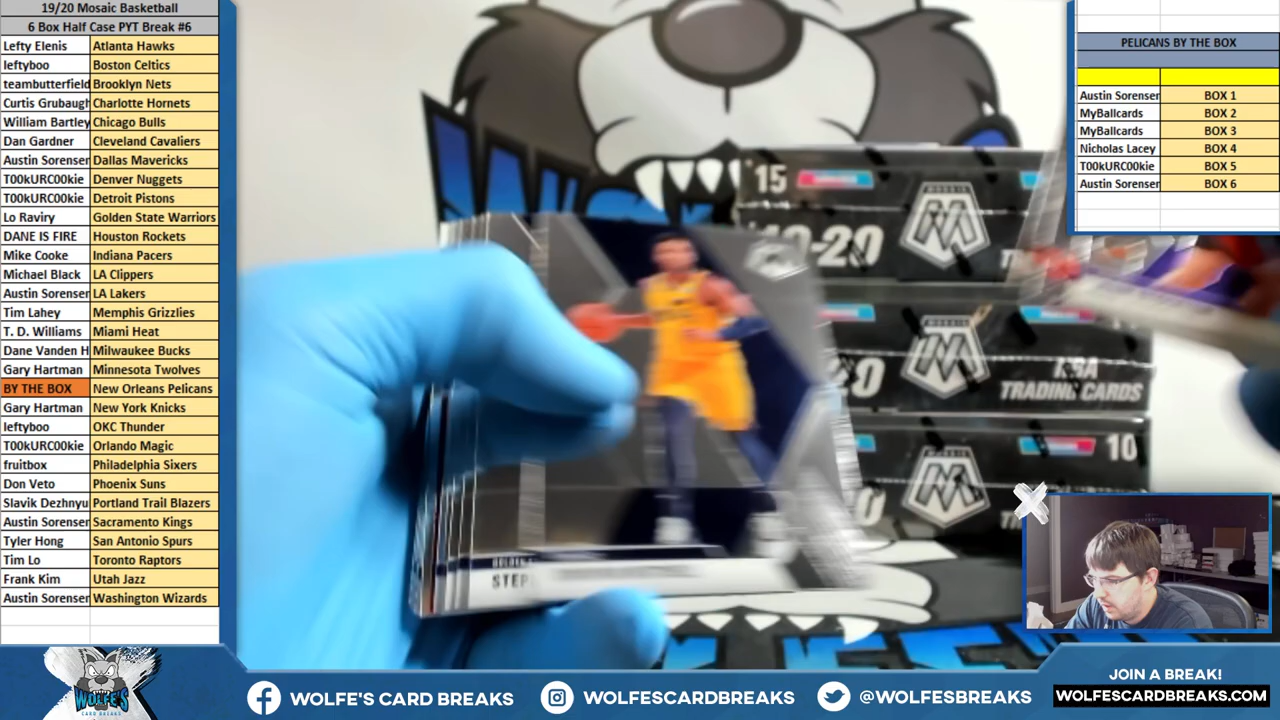 19/20 Mosaic Basketball
6 Box Half Case PYT Break #6
Lefty Elenis Atlanta Hawks
leftyboo Boston Celtics
teambutterfield Brooklyn Nets
Curtis Grubaugh Charlotte Hornets
William Bartley Chicago Bulls
Dan Gardner Cleveland Cavaliers
Austin Sorensen Dallas Mavericks
T00kURC00kie Denver Nuggets
T00kURC00kie Detroit Pistons
Lo Raviry Golden State Warriors
DANE IS FIRE Houston Rockets
Mike Cooke Indiana Pacers
Michael Black LA Clippers
Austin Sorensen LA Lakers
Tim Lahey Memphis Grizzlies
T. D. Williams Miami Heat
Dane Vanden H Milwaukee Bucks
Gary Hartman Minnesota Twolves
BY THE BOX New Orleans Pelicans
Gary Hartman New York Knicks
leftyboo OKC Thunder
T00kURC00kie Orlando Magic
fruitbox Philadelphia Sixers
Don Veto Phoenix Suns
Slavik Dezhnyu Portland Trail Blazers
Austin Sorensen Sacramento Kings
Tyler Hong San Antonio Spurs
Tim Lo Toronto Raptors
Frank Kim Utah Jazz
Austin Sorensen Washington Wizards
PELICANS BY THE BOX
Austin Sorensen BOX 1
MyBallcards BOX 2
MyBallcards BOX 3
Nicholas Lacey BOX 4
T00kURC00kie BOX 5
Austin Sorensen BOX 6
15
19-20
NBA
TRADING CARDS
10
STEP
WOLFE'S
CARD BREAKS
WOLFE'S CARD BREAKS
WOLFESCARDBREAKS
@WOLFESBREAKS
JOIN A BREAK!
WOLFESCARDBREAKS.COM